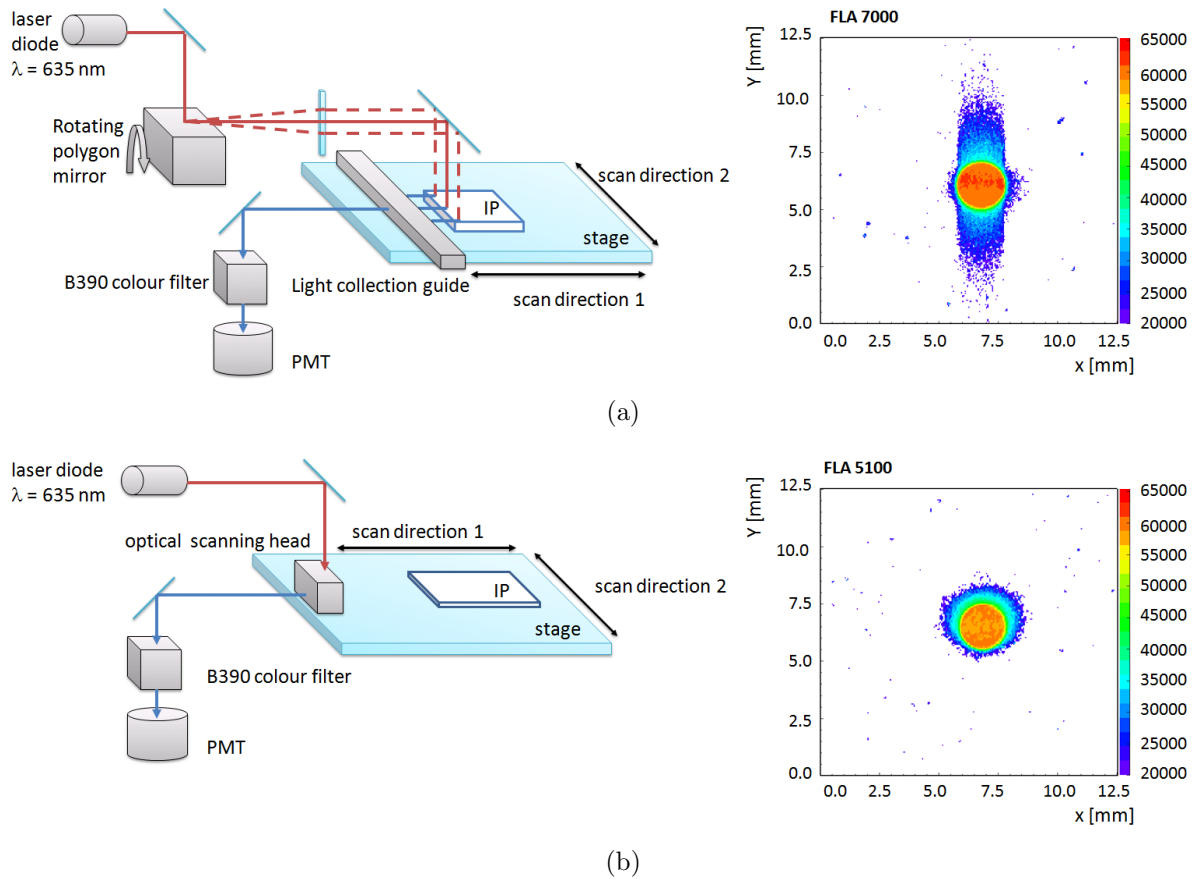 laser
diode
λ = 635 nm
Rotating
polygon
mirror
scan direction 2
IP
stage
B390 colour filter
Light collection guide
scan direction 1
PMT
FLA 7000
Y [mm]
12.5
10.0
7.5
5.0
2.5
0.0
0.0 2.5 5.0 7.5 10.0 12.5
x [mm]
65000
60000
55000
50000
45000
40000
35000
30000
25000
20000
(a)
laser diode
λ = 635 nm
optical scanning head
scan direction 1
scan direction 2
IP
stage
B390 colour filter
PMT
FLA 5100
Y [mm]
12.5
10.0
7.5
5.0
2.5
0.0
0.0 2.5 5.0 7.5 10.0 12.5
x [mm]
65000
60000
55000
50000
45000
40000
35000
30000
25000
20000
(b)